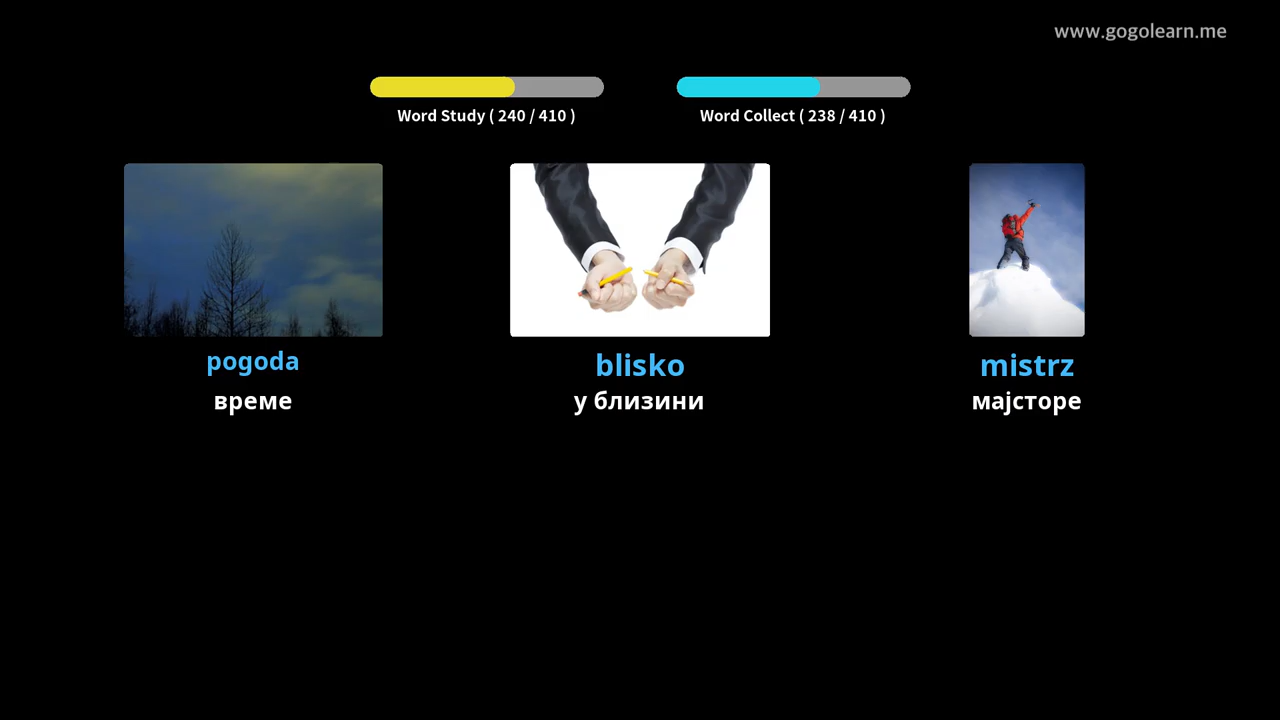 www.gogolearn.me
Word Study ( 240 / 410 )
Word Collect ( 238 / 410 )
pogoda
време
blisko
у близини
mistrz
мајсторе